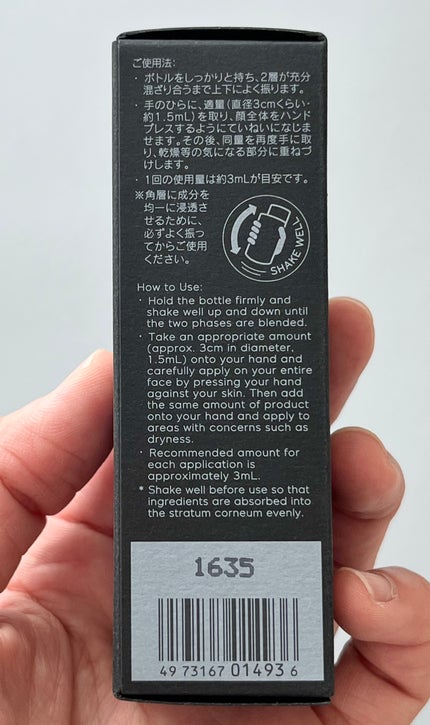 ご使用法:
・ボトルをしっかりと持ち、2層が充分
混ざり合うまで上下によく振ります。
・手のひらに、適量(直径3cmくらい・
約1.5mL)を取り、顔全体をハンド
プレスするようにていねいになじま
せます。その後、同量を再度手に取
り、乾燥等の気になる部分に重ねづ
けします。
・1回の使用量は約3mLが目安です。
※角層に成分を
均一に浸透さ
せるために、
必ずよく振っ
てからご使用
ください。
SHAKE WELL
How to Use:
· Hold the bottle firmly and
shake well up and down until
the two phases are blended.
· Take an appropriate amount
(approx. 3cm in diameter,
1.5mL) onto your hand and
carefully apply on your entire
face by pressing your hand
against your skin. Then add
the same amount of product
onto your hand and apply to
areas with concerns such as
dryness.
· Recommended amount for
each application is
approximately 3mL.
* Shake well before use so that
ingredients are absorbed into
the stratum corneum evenly.
1635
4 973167 014936